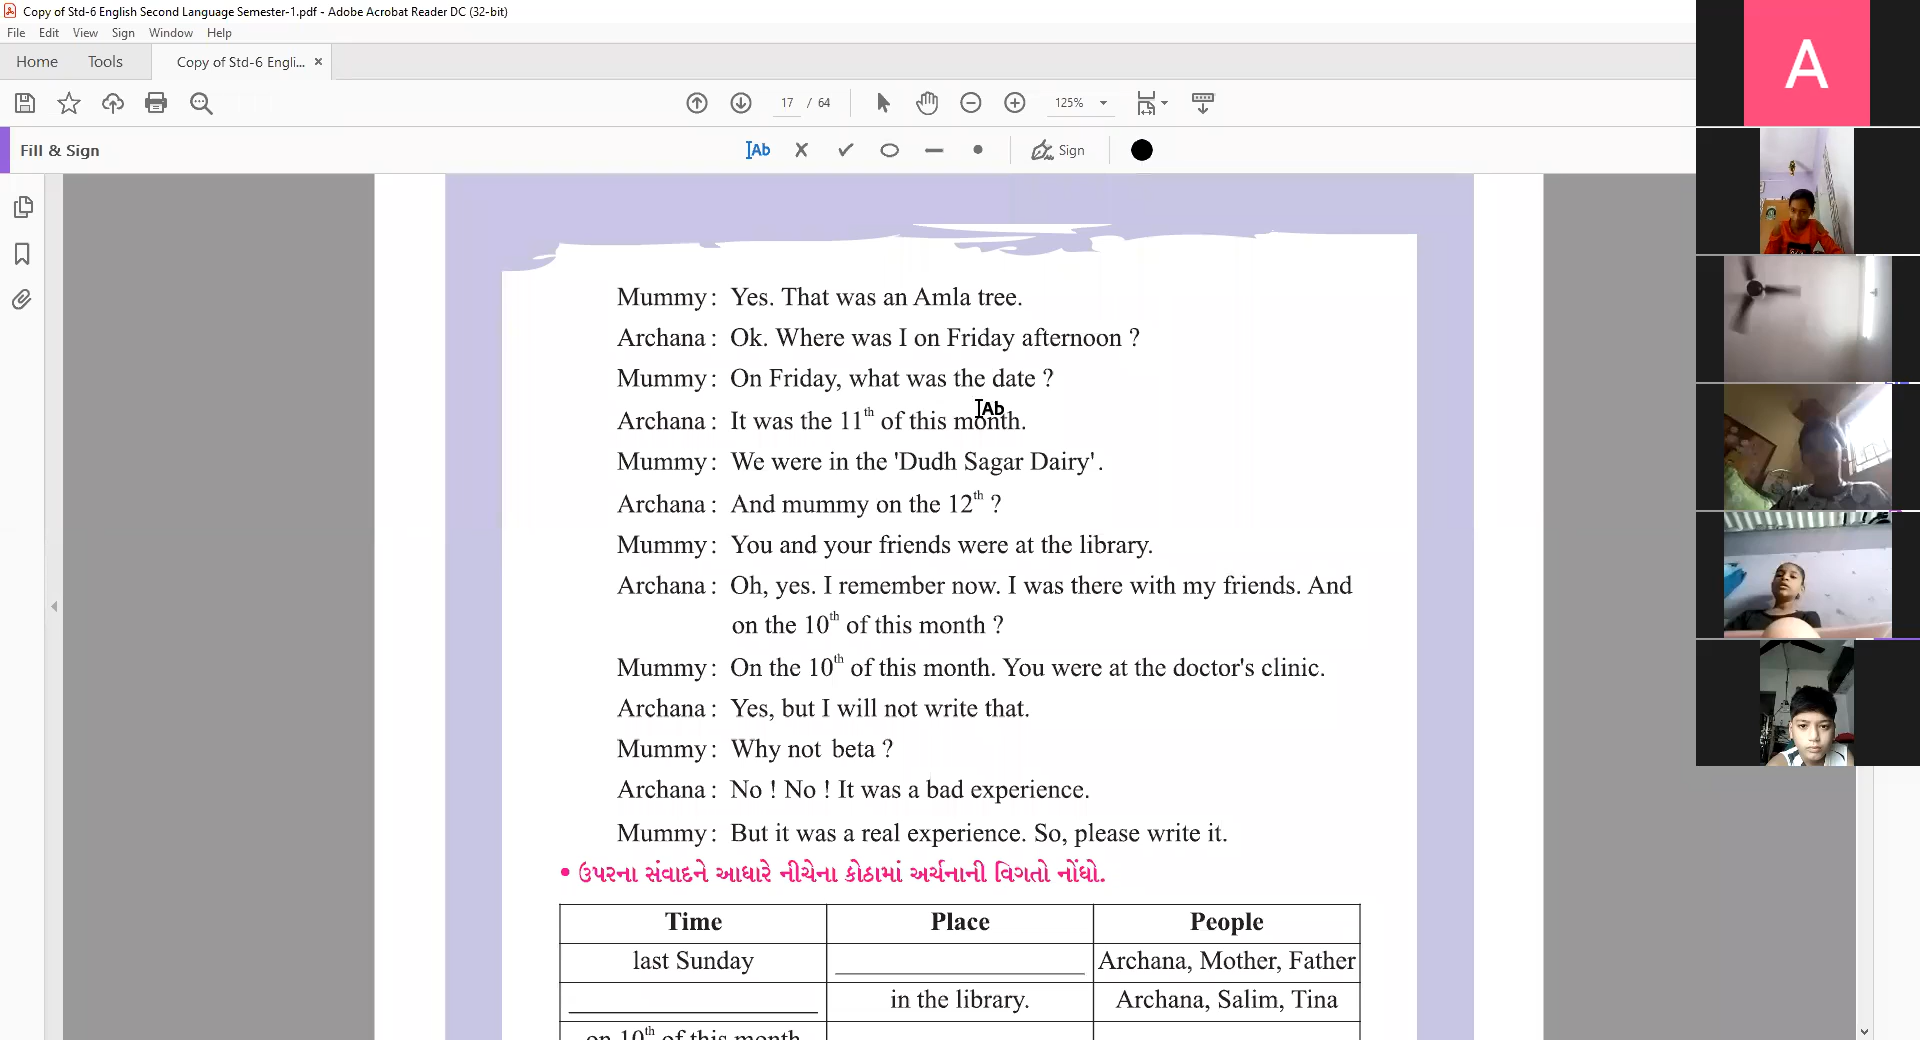 Copy of Std-6 English Second Language Semester-1.pdf - Adobe Acrobat Reader DC (32-bit)
File Edit View Sign Window Help
Home Tools Copy of Std-6 Engli... ×
17 / 64 125%
Fill & Sign Ab Sign
A
Mummy : Yes. That was an Amla tree.
Archana : Ok. Where was I on Friday afternoon ?
Mummy : On Friday, what was the date ?
Ab
Archana : It was the 11th of this month.
Mummy : We were in the 'Dudh Sagar Dairy'.
Archana : And mummy on the 12th ?
Mummy : You and your friends were at the library.
Archana : Oh, yes. I remember now. I was there with my friends. And
on the 10th of this month ?
Mummy : On the 10th of this month. You were at the doctor's clinic.
Archana : Yes, but I will not write that.
Mummy : Why not beta ?
Archana : No ! No ! It was a bad experience.
Mummy : But it was a real experience. So, please write it.
• ઉપરના સંવાદને આધારે નીચેના કોઠામાં અર્ચનાની વિગતો નોંધો.
Time Place People
last Sunday ____________ Archana, Mother, Father
____________ in the library. Archana, Salim, Tina
on 10th of this month